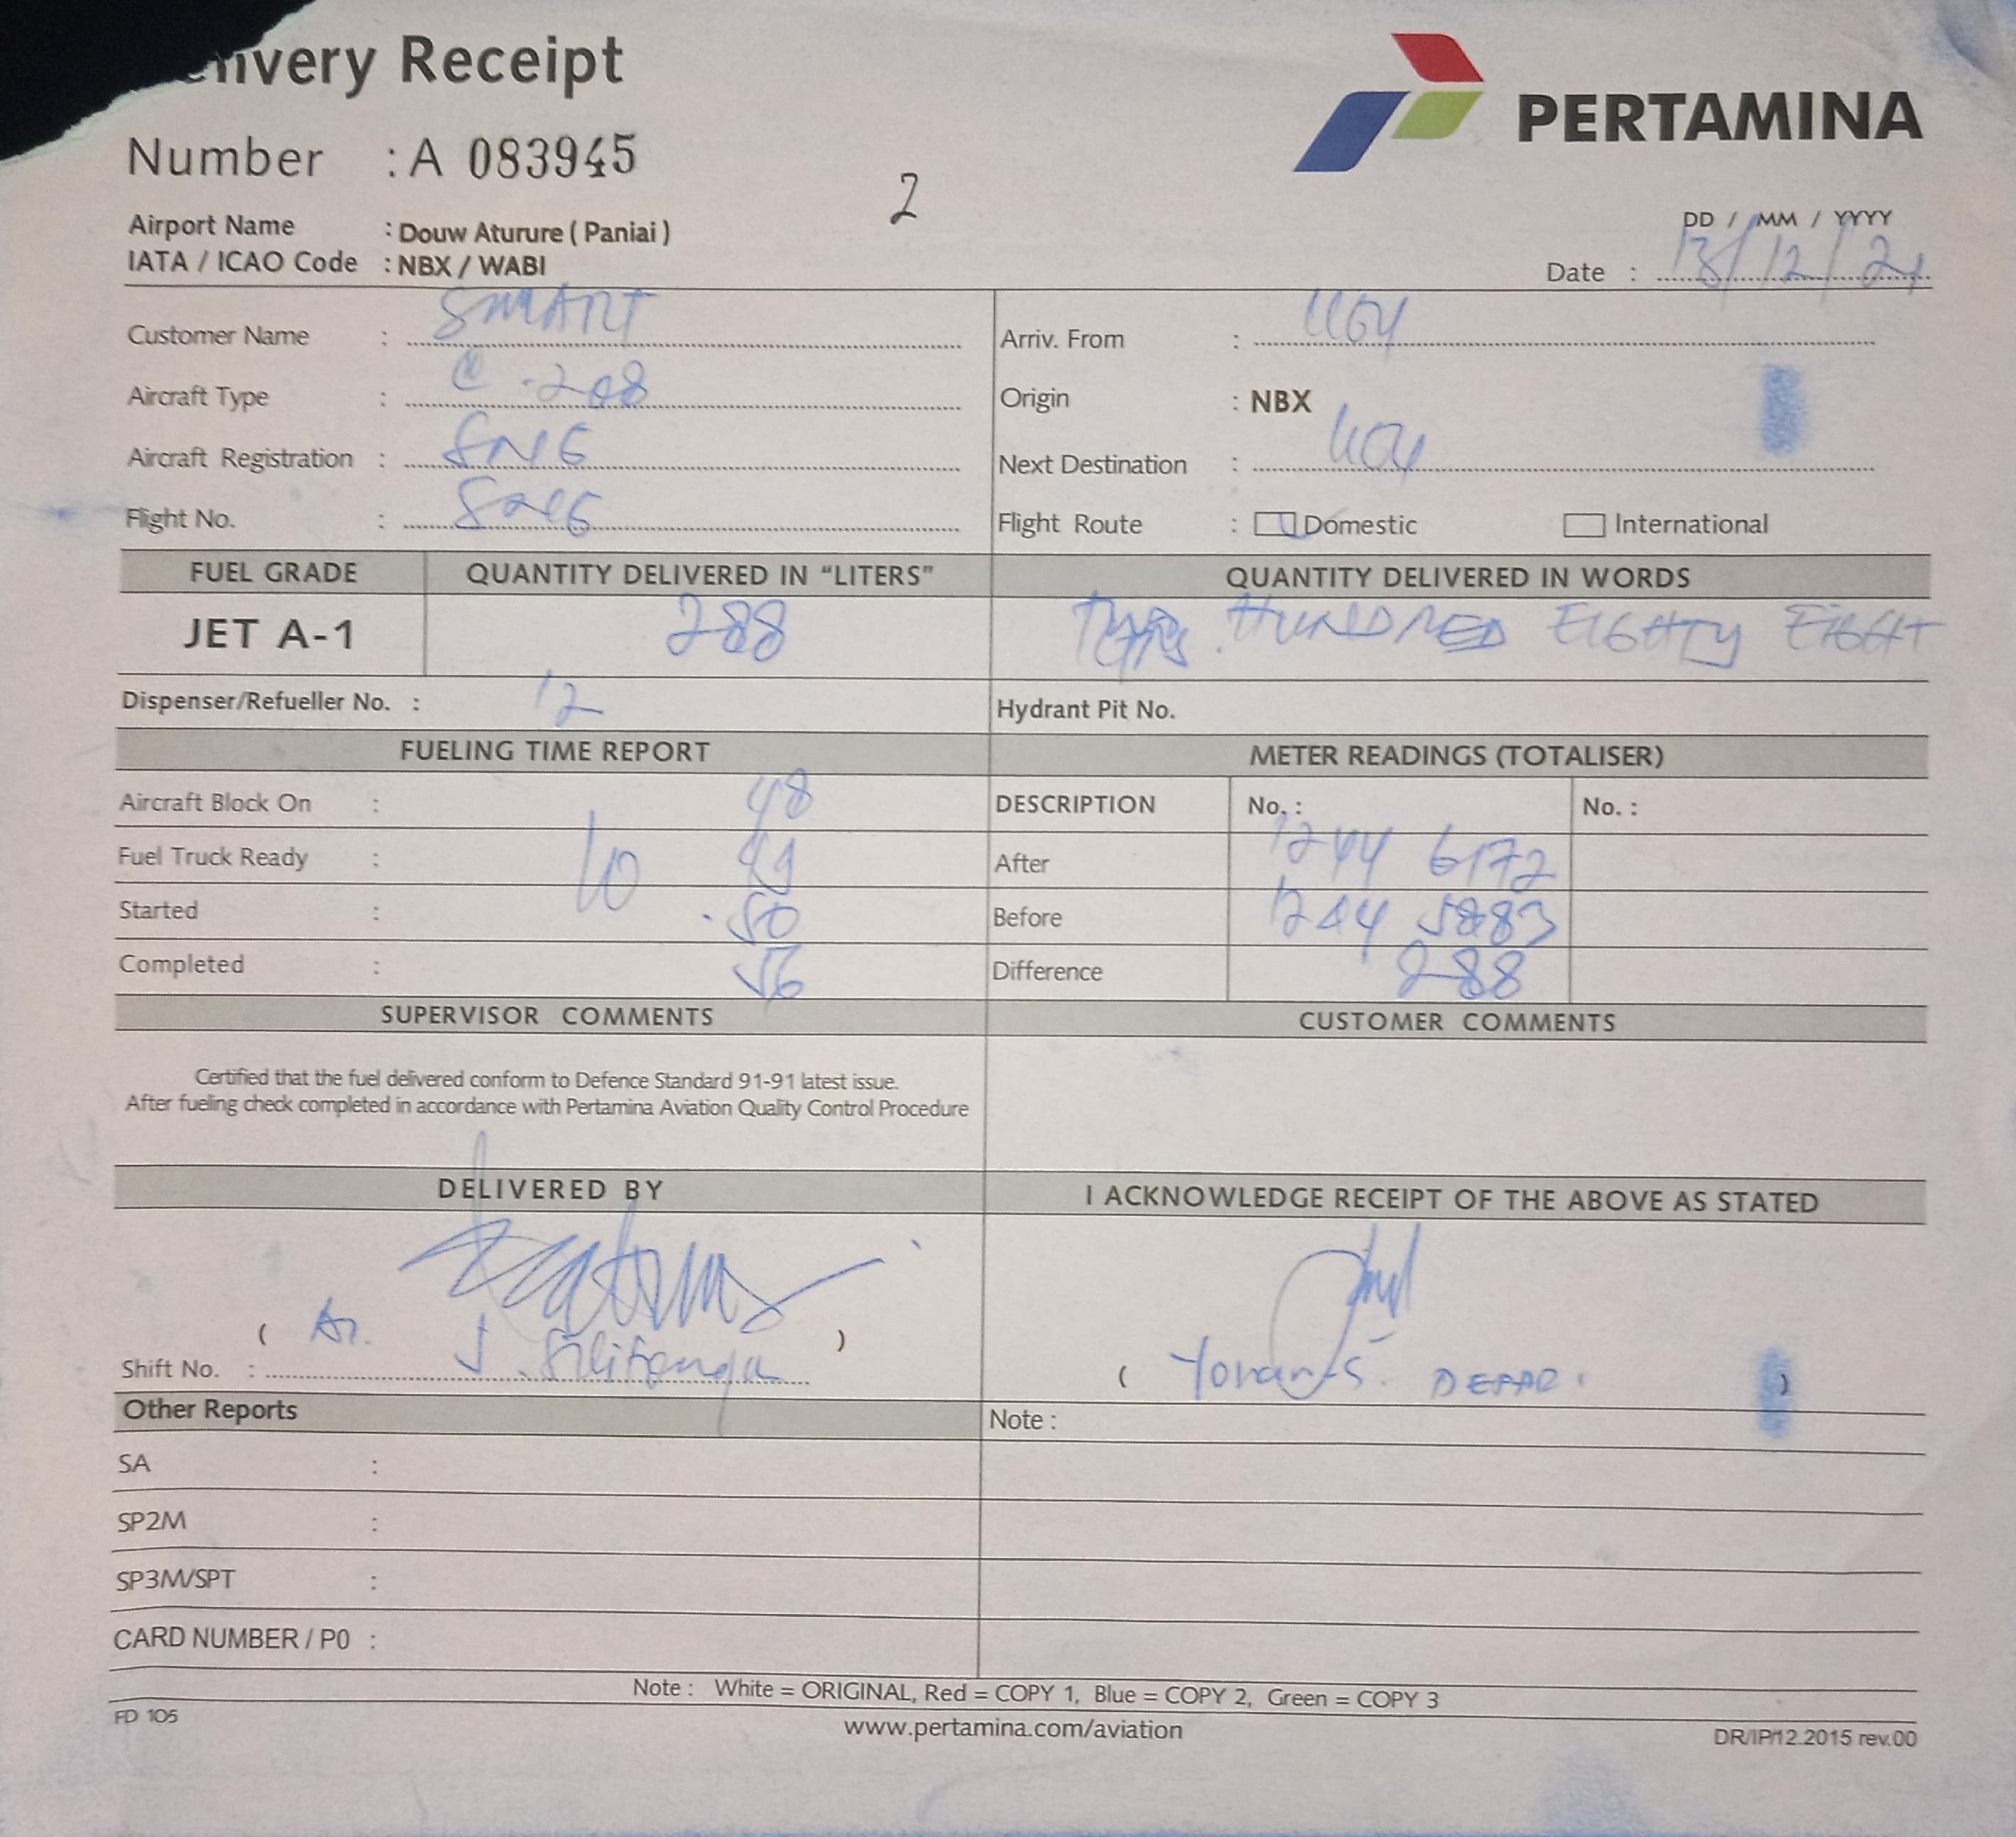 Delivery Receipt
PERTAMINA
Number : A 083945
2
Airport Name : Douw Aturure ( Paniai )
IATA / ICAO Code : NBX / WABI
DD / MM / YYYY
Date : 13/12/21
Customer Name : SMART
Arriv. From :
Aircraft Type : C-208
Origin : NBX
Aircraft Registration :
Next Destination :
Flight No. :
Flight Route : Domestic International
FUEL GRADE QUANTITY DELIVERED IN “LITERS” QUANTITY DELIVERED IN WORDS
JET A-1 288 HUNDRED EIGHTY EIGHT
Dispenser/Refueller No. : 12
Hydrant Pit No.
FUELING TIME REPORT METER READINGS (TOTALISER)
Aircraft Block On : 48
DESCRIPTION No. : No. :
Fuel Truck Ready : 10 49
After 1244 6172
Started : 50
Before 1244 5883
Completed : 56
Difference 288
SUPERVISOR COMMENTS CUSTOMER COMMENTS
Certified that the fuel delivered conform to Defence Standard 91-91 latest issue.
After fueling check completed in accordance with Pertamina Aviation Quality Control Procedure
DELIVERED BY I ACKNOWLEDGE RECEIPT OF THE ABOVE AS STATED
( J. )
Shift No. :
( )
Other Reports Note :
SA :
SP2M :
SP3M/SPT :
CARD NUMBER / P0 :
Note : White = ORIGINAL, Red = COPY 1, Blue = COPY 2, Green = COPY 3
FD 105 www.pertamina.com/aviation DR/IP/12.2015 rev.00